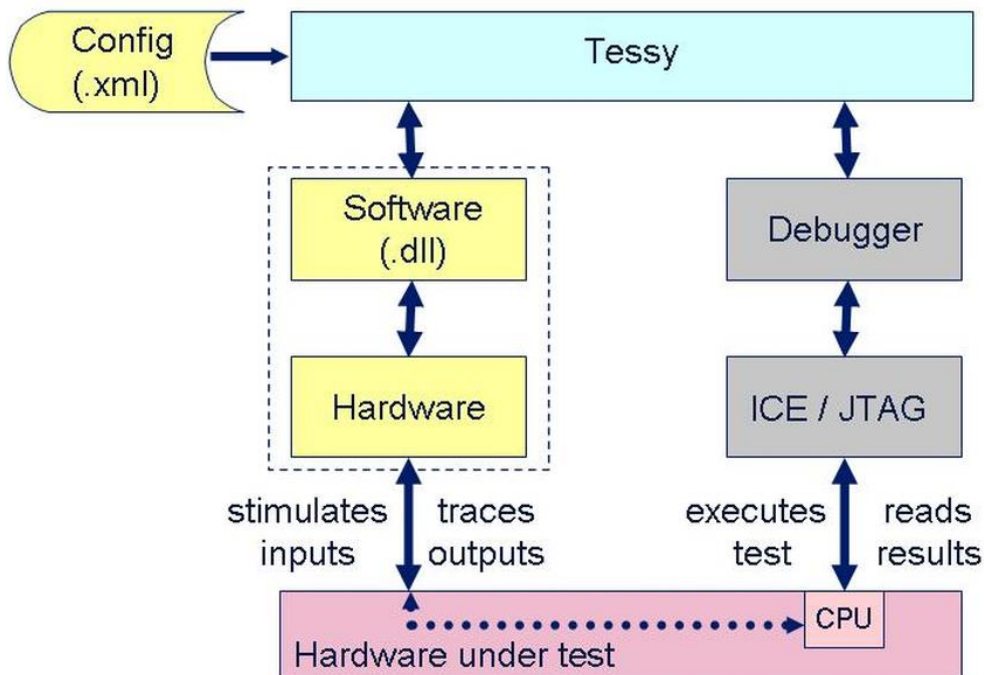 Config
(.xml)
Tessy
Software
(.dll)
Debugger
Hardware
ICE / JTAG
stimulates
inputs
traces
outputs
executes
test
reads
results
CPU
Hardware under test